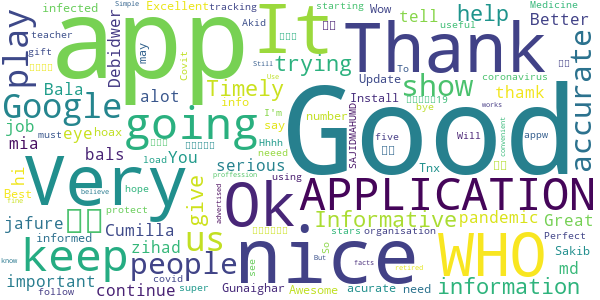 infected
Excellent
tracking
Simple
starting
Medicine
play
teacher
Akid
Wow
tell
help
useful
Better
gift
Debidwer
app
It
Thank
To
Still
may
Covit
trying
Update
coronavirus
accurate
Google
Bala
Timely
show
thamk
alot
info
Install
Use
job
must
eye
hoax
going
Good
number
bye
appw
I'm
say
five
Will
works
mia
bals
You
Hhhh
neeed
SAJIDMAHUMD
Tnx
convenient
hi
load
serious
using
Very
Ok
APPLICATION
Best
fine
believe
give
us
proffession
hope
advertised
protect
Informative
pandemic
Great
jafure
Cumilla
nice
So
stars
organisation
Perfect
informed
keep
zihad
people
WHO
Sakib
know
important
covid
see
But
facts
information
md
follow
continue
super
Gunaighar
Awesome
acurate
need
retired